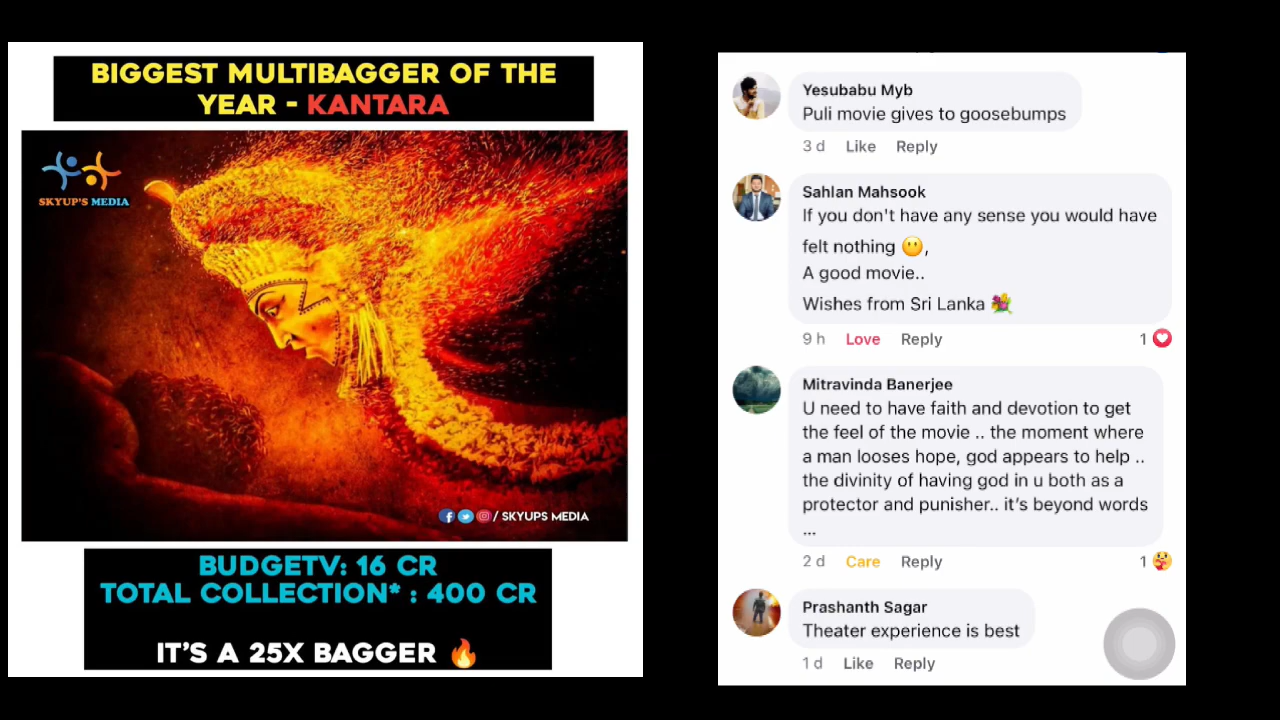 BIGGEST MULTIBAGGER OF THE
YEAR - KANTARA
SKYUP'S MEDIA
/ SKYUPS MEDIA
BUDGETV: 16 CR
TOTAL COLLECTION* : 400 CR
IT'S A 25X BAGGER 🔥
Yesubabu Myb
Puli movie gives to goosebumps
3 d Like Reply
Sahlan Mahsook
If you don't have any sense you would have
felt nothing 😶,
A good movie..
Wishes from Sri Lanka 💐
9 h Love Reply 1
Mitravinda Banerjee
U need to have faith and devotion to get
the feel of the movie .. the moment where
a man looses hope, god appears to help ..
the divinity of having god in u both as a
protector and punisher.. it's beyond words
...
2 d Care Reply 1
Prashanth Sagar
Theater experience is best
1 d Like Reply